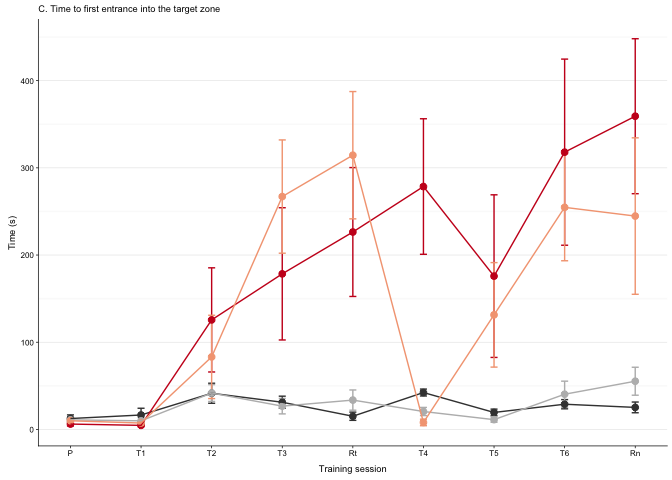 C. Time to first entrance into the target zone
400
300
200
100
0
Time (s)
P T1 T2 T3 Rt T4 T5 T6 Rn
Training session